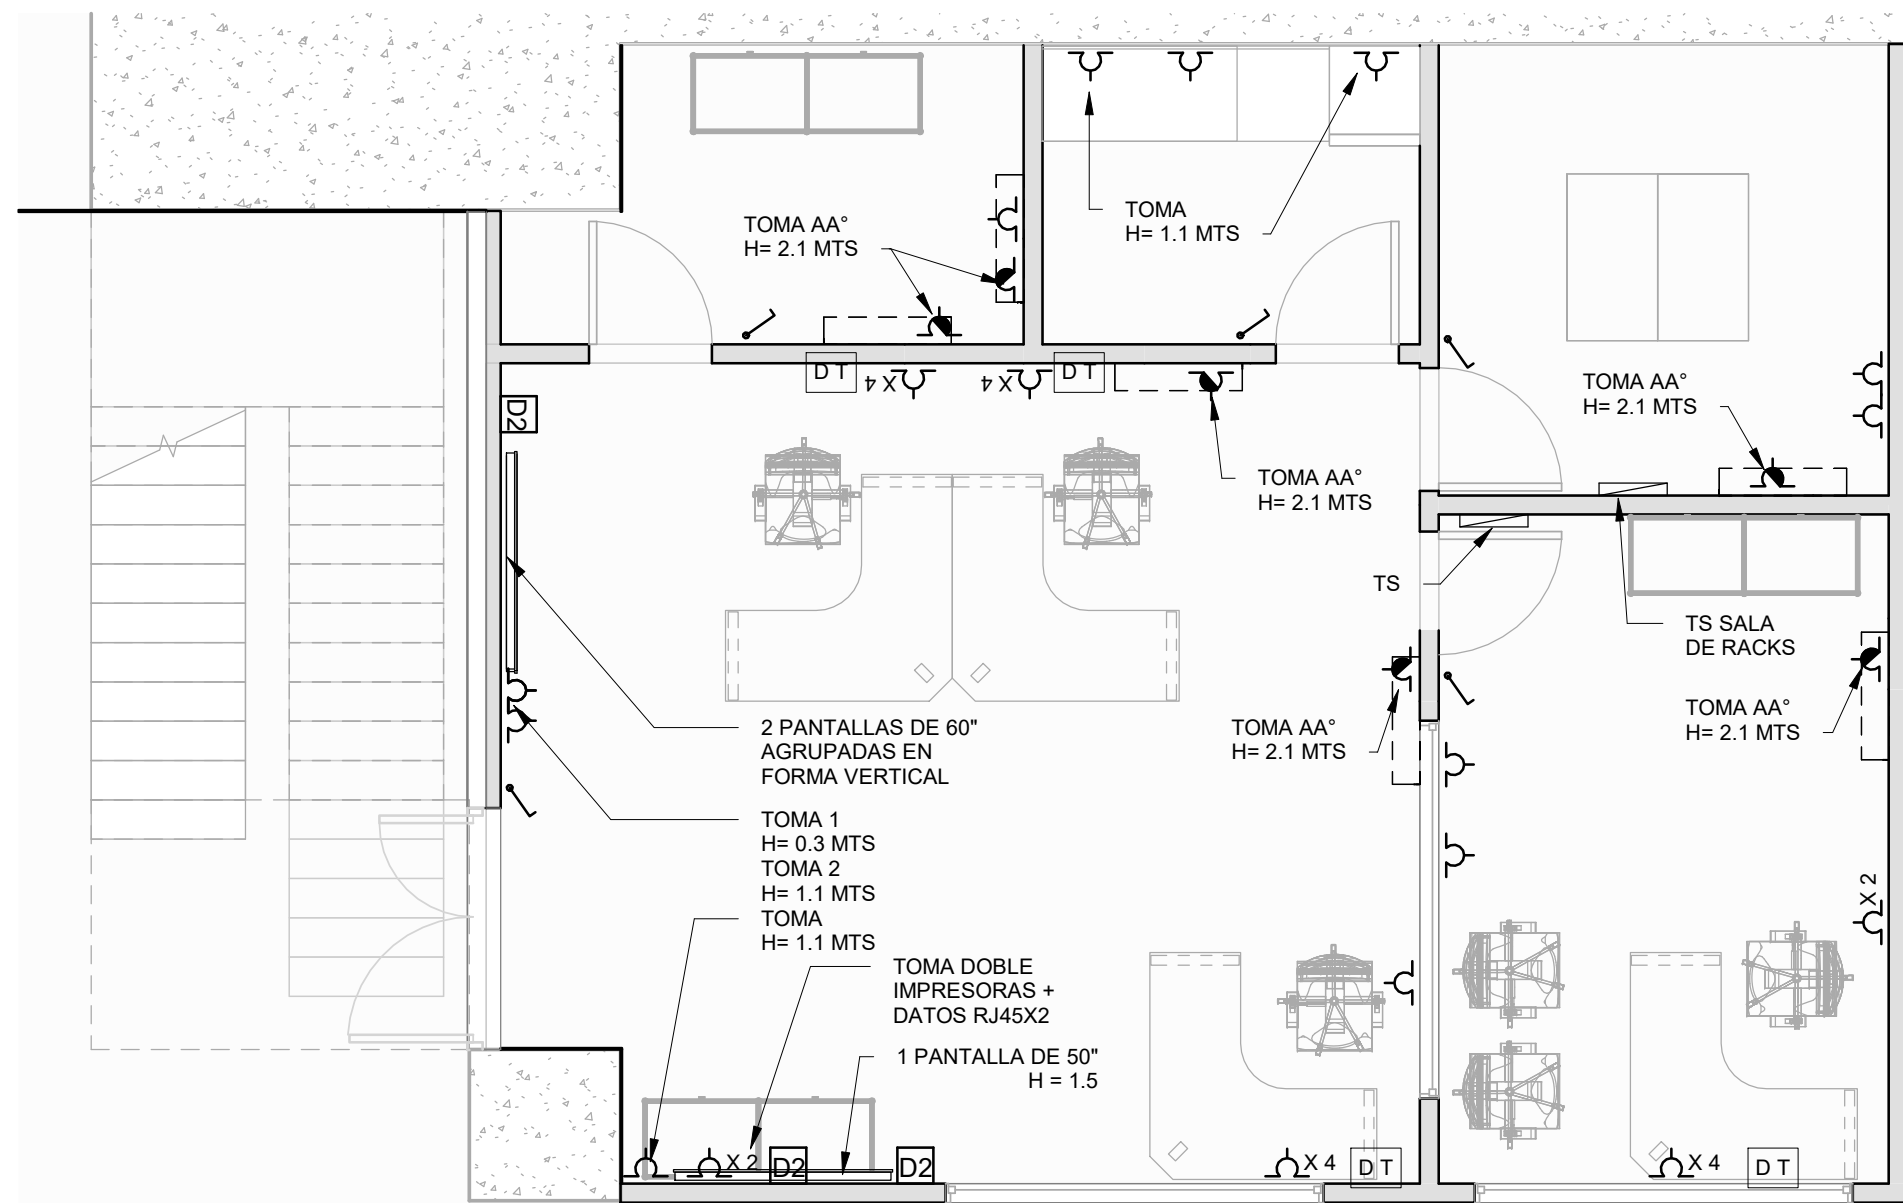 TOMA AA°
H= 2.1 MTS
TOMA
H= 1.1 MTS
D T
X 4
X 4
D T
TOMA AA°
H= 2.1 MTS
D2
TOMA AA°
H= 2.1 MTS
TS
TS SALA
DE RACKS
2 PANTALLAS DE 60"
AGRUPADAS EN
FORMA VERTICAL
TOMA AA°
H= 2.1 MTS
TOMA AA°
H= 2.1 MTS
TOMA 1
H= 0.3 MTS
TOMA 2
H= 1.1 MTS
TOMA
H= 1.1 MTS
X 2
TOMA DOBLE
IMPRESORAS +
DATOS RJ45X2
1 PANTALLA DE 50"
H = 1.5
X 2
D2
D2
X 4
D T
X 4
D T